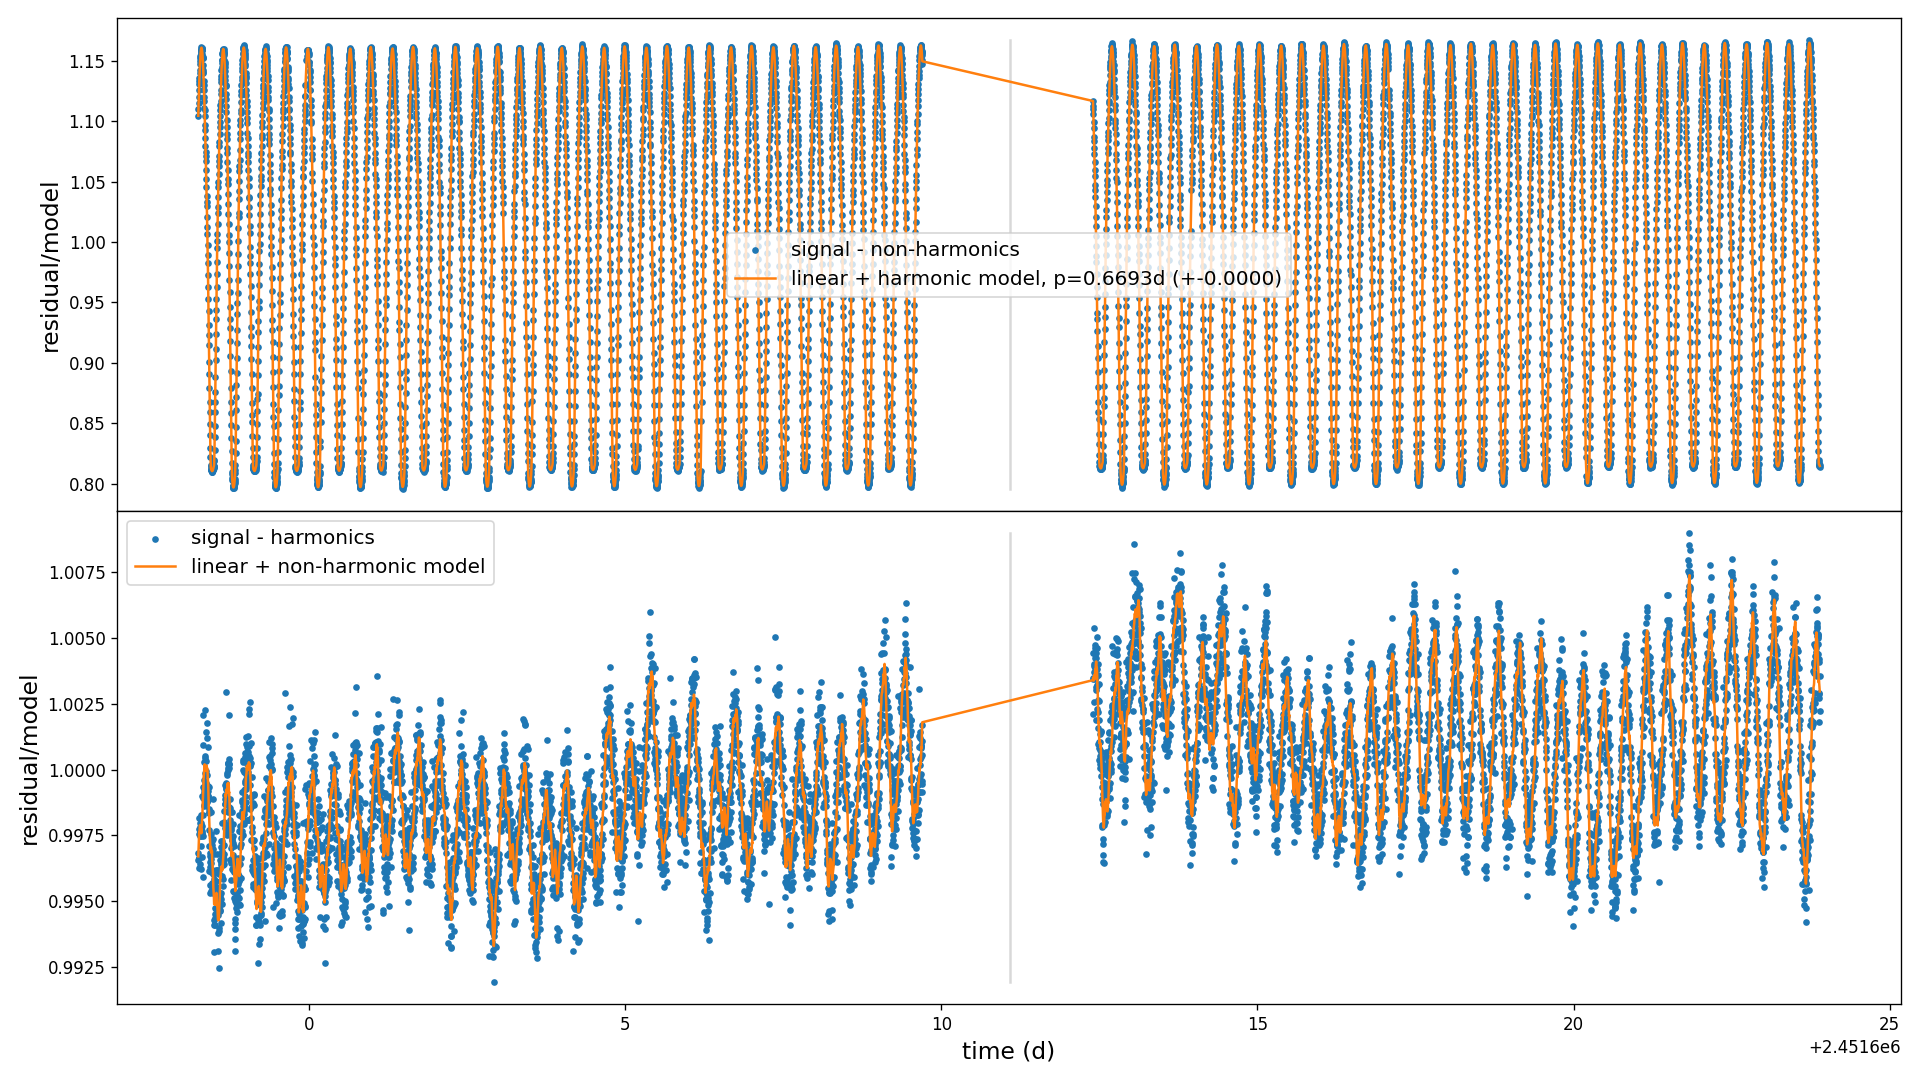 residual/model
1.15
1.10
1.05
1.00
0.95
0.90
0.85
0.80
signal - non-harmonics
linear + harmonic model, p=0.6693d (+-0.0000)
residual/model
1.0075
1.0050
1.0025
1.0000
0.9975
0.9950
0.9925
signal - harmonics
linear + non-harmonic model
0 5 10 15 20 25
time (d)
+2.4516e6